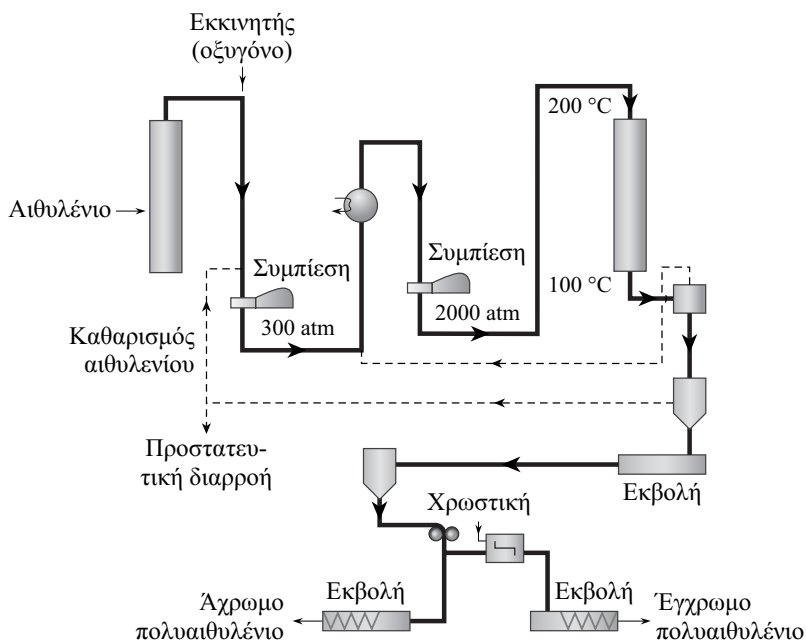 Εκκινητής
(οξυγόνο)
200 °C
Αιθυλένιο
Συμπίεση
Συμπίεση
100 °C
300 atm
2000 atm
Καθαρισμός
αιθυλενίου
Προστατευ-
τική διαρροή
Εκβολή
Χρωστική
Εκβολή
Εκβολή
Άχρωμο
πολυαιθυλένιο
Έγχρωμο
πολυαιθυλένιο